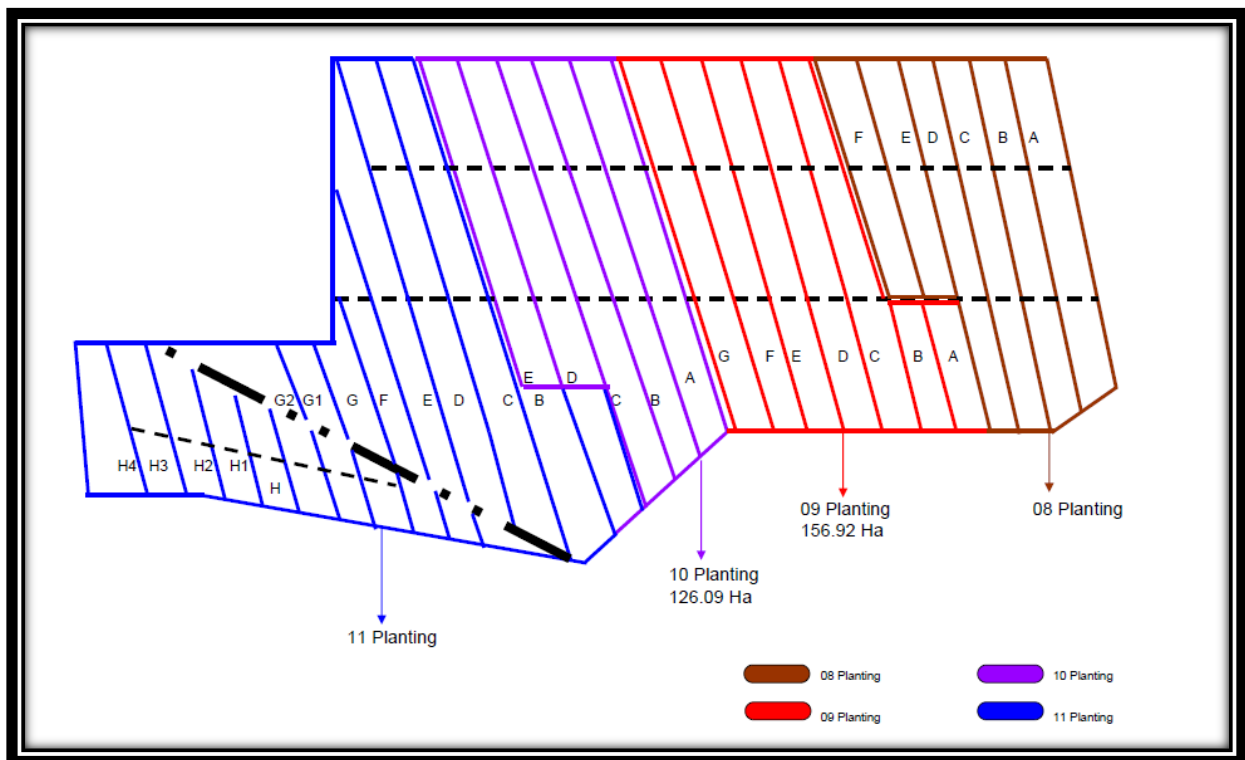 F E D C B A
E D A G F E D C B A
G2 G1 G F E D C B C B
H4 H3 H2 H1
H
09 Planting
156.92 Ha
08 Planting
10 Planting
126.09 Ha
11 Planting
08 Planting
10 Planting
09 Planting
11 Planting